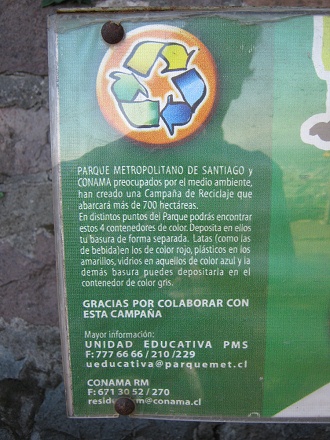 PARQUE METROPOLITANO DE SANTIAGO y
CONAMA preocupados por el medio ambiente,
han creado una Campaña de Reciclaje que
abarcará más de 700 hectáreas.
En distintos puntos del Parque podrás encontrar
estos 4 contenedores de color. Deposita en ellos
tu basura de forma separada. Latas (como las
de bebida)en los de color rojo, plásticos en los
amarillos, vidrios en aquellos de color azul y la
demás basura puedes depositarla en el
contenedor de color gris.
GRACIAS POR COLABORAR CON
ESTA CAMPAÑA
Mayor información:
UNIDAD EDUCATIVA PMS
F: 777 66 66 / 210 /229
ueducativa@parquemet.cl
CONAMA RM
F: 671 30 52 / 270
@conama.cl